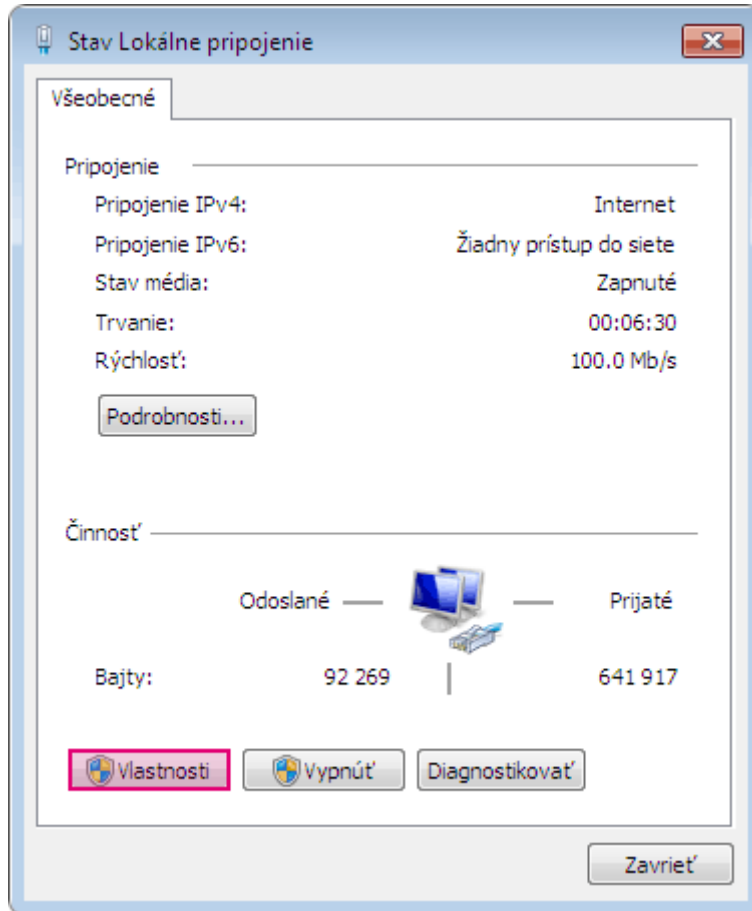 Stav Lokálne pripojenie
Všeobecné
Pripojenie
Pripojenie IPv4: Internet
Pripojenie IPv6: Žiadny prístup do siete
Stav média: Zapnuté
Trvanie: 00:06:30
Rýchlosť: 100.0 Mb/s
Podrobnosti...
Činnosť
Odoslané Prijaté
Bajty: 92 269 641 917
Vlastnosti Vypnúť Diagnostikovať
Zavrieť